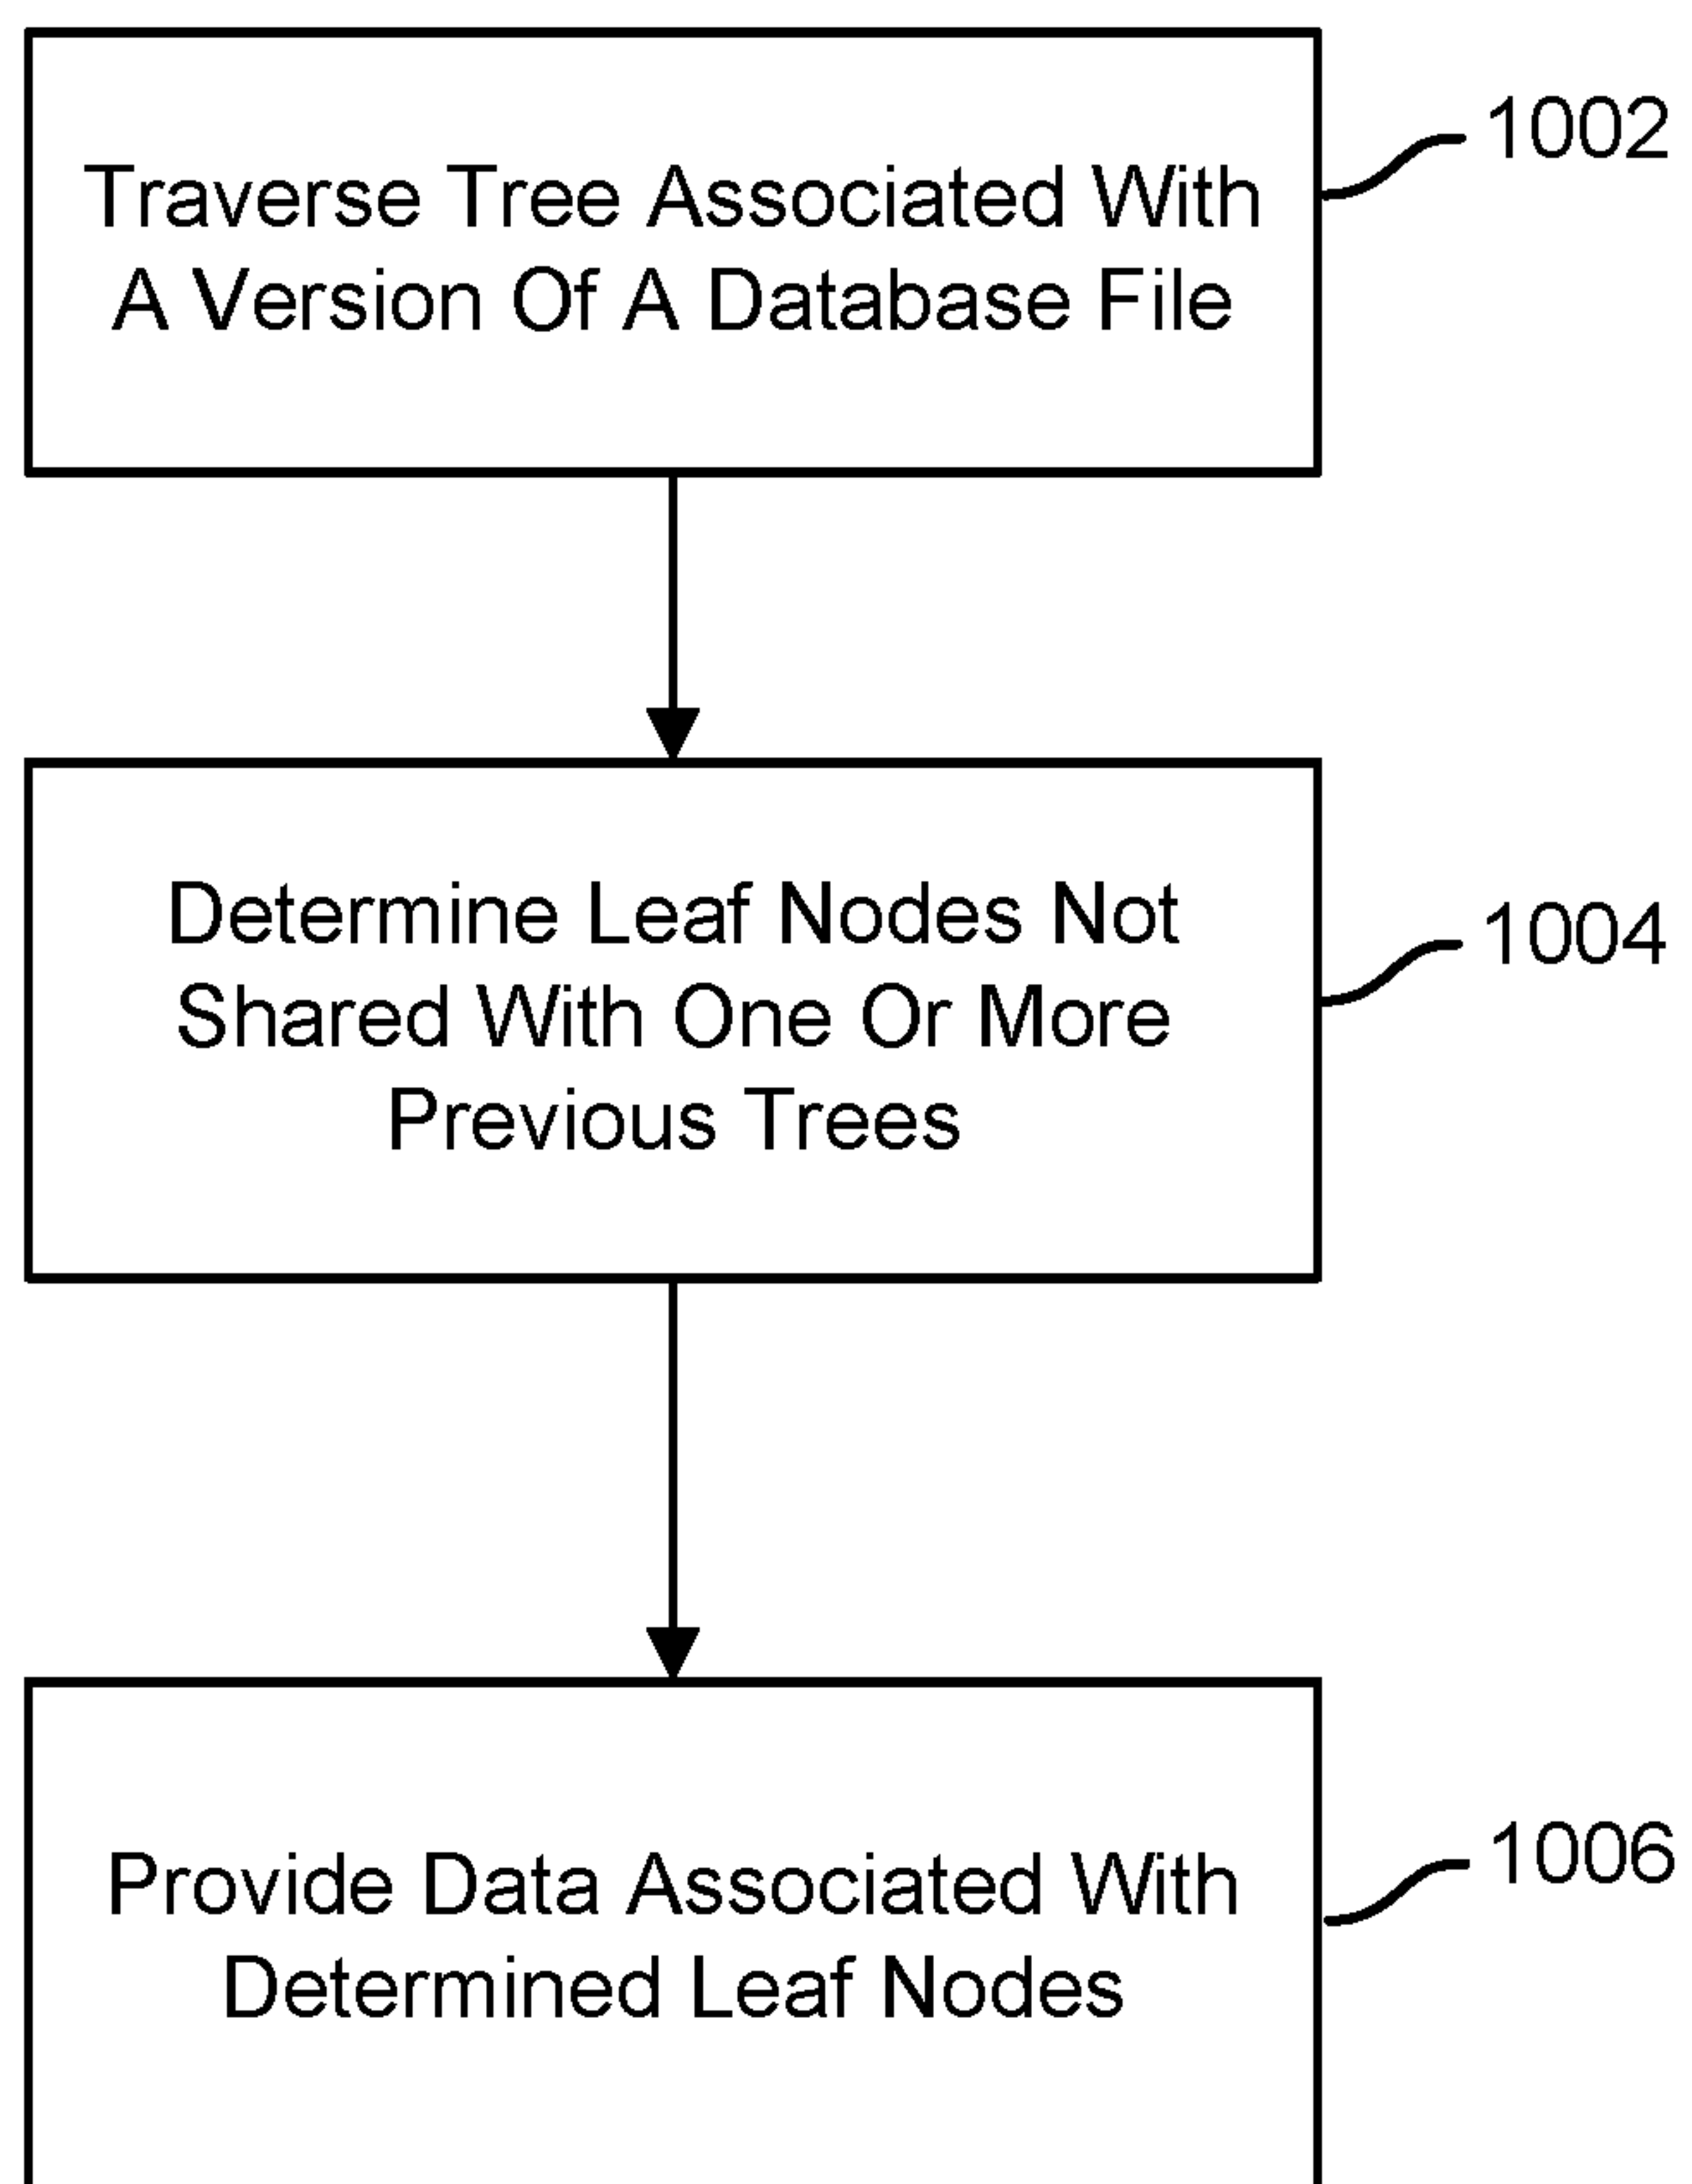 Traverse Tree Associated With
A Version Of A Database File
1002
Determine Leaf Nodes Not
Shared With One Or More
Previous Trees
1004
Provide Data Associated With
Determined Leaf Nodes
1006